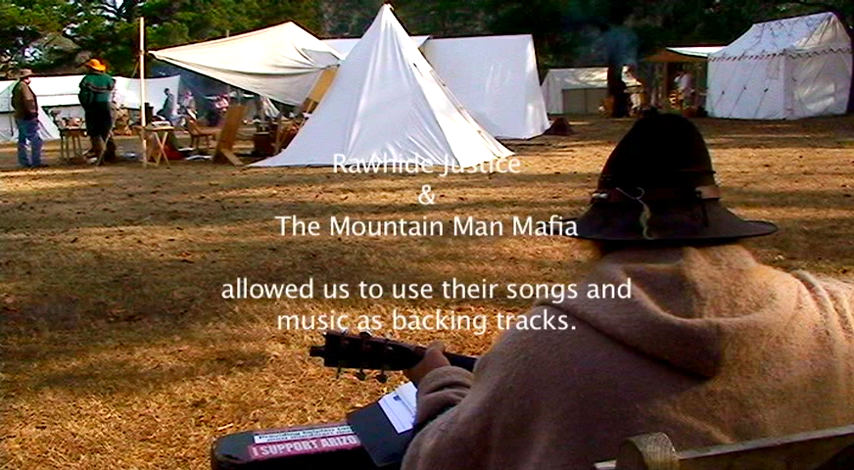 Rawhide Justice
&
The Mountain Man Mafia
allowed us to use their songs and
music as backing tracks.
I SUPPORT ARIZO